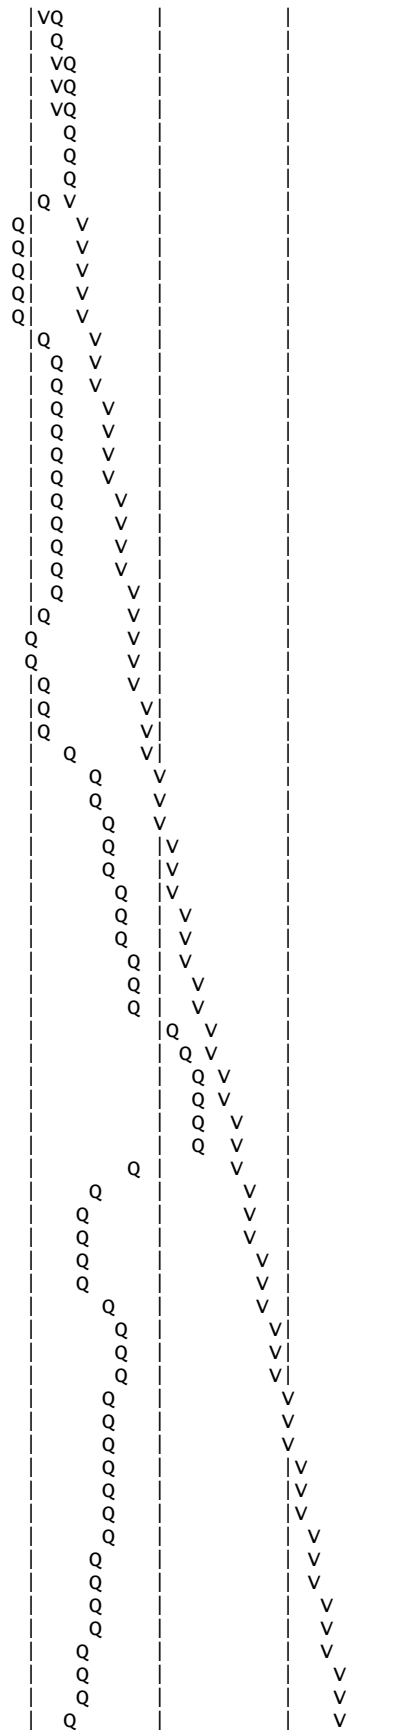 |VQ       |         |
 | Q       |         |
 | VQ      |         |
 | VQ      |         |
 | VQ      |         |
 |  Q      |         |
 |  Q      |         |
 |  Q      |         |
 |Q V      |         |
Q|   V     |         |
Q|   V     |         |
Q|   V     |         |
Q|   V     |         |
Q|   V     |         |
 |Q   V    |         |
 | Q  V    |         |
 | Q  V    |         |
 | Q   V   |         |
 | Q   V   |         |
 | Q   V   |         |
 | Q   V   |         |
 | Q    V  |         |
 | Q    V  |         |
 | Q    V  |         |
 | Q    V  |         |
 | Q     V |         |
 |Q      V |         |
 Q       V |         |
 Q       V |         |
 |Q      V |         |
 |Q       V|         |
 |Q       V|         |
 |  Q     V|         |
 |    Q    V         |
 |    Q    V         |
 |     Q   V         |
 |     Q   |V        |
 |     Q   |V        |
 |      Q  |V        |
 |      Q  | V       |
 |      Q  | V       |
 |       Q | V       |
 |       Q |  V      |
 |       Q |  V      |
 |         |Q  V     |
 |         | Q V     |
 |         |  Q V    |
 |         |  Q V    |
 |         |  Q  V   |
 |         |  Q  V   |
 |       Q |     V   |
 |    Q    |      V  |
 |   Q     |      V  |
 |   Q     |      V  |
 |   Q     |       V |
 |   Q     |       V |
 |     Q   |       V |
 |      Q  |        V|
 |      Q  |        V|
 |      Q  |        V|
 |     Q   |         V
 |     Q   |         V
 |     Q   |         V
 |     Q   |         |V
 |     Q   |         |V
 |     Q   |         |V
 |     Q   |         | V
 |    Q    |         | V
 |    Q    |         | V
 |    Q    |         |  V
 |    Q    |         |  V
 |   Q     |         |  V
 |   Q     |         |   V
 |   Q     |         |   V
 |  Q      |         |   V